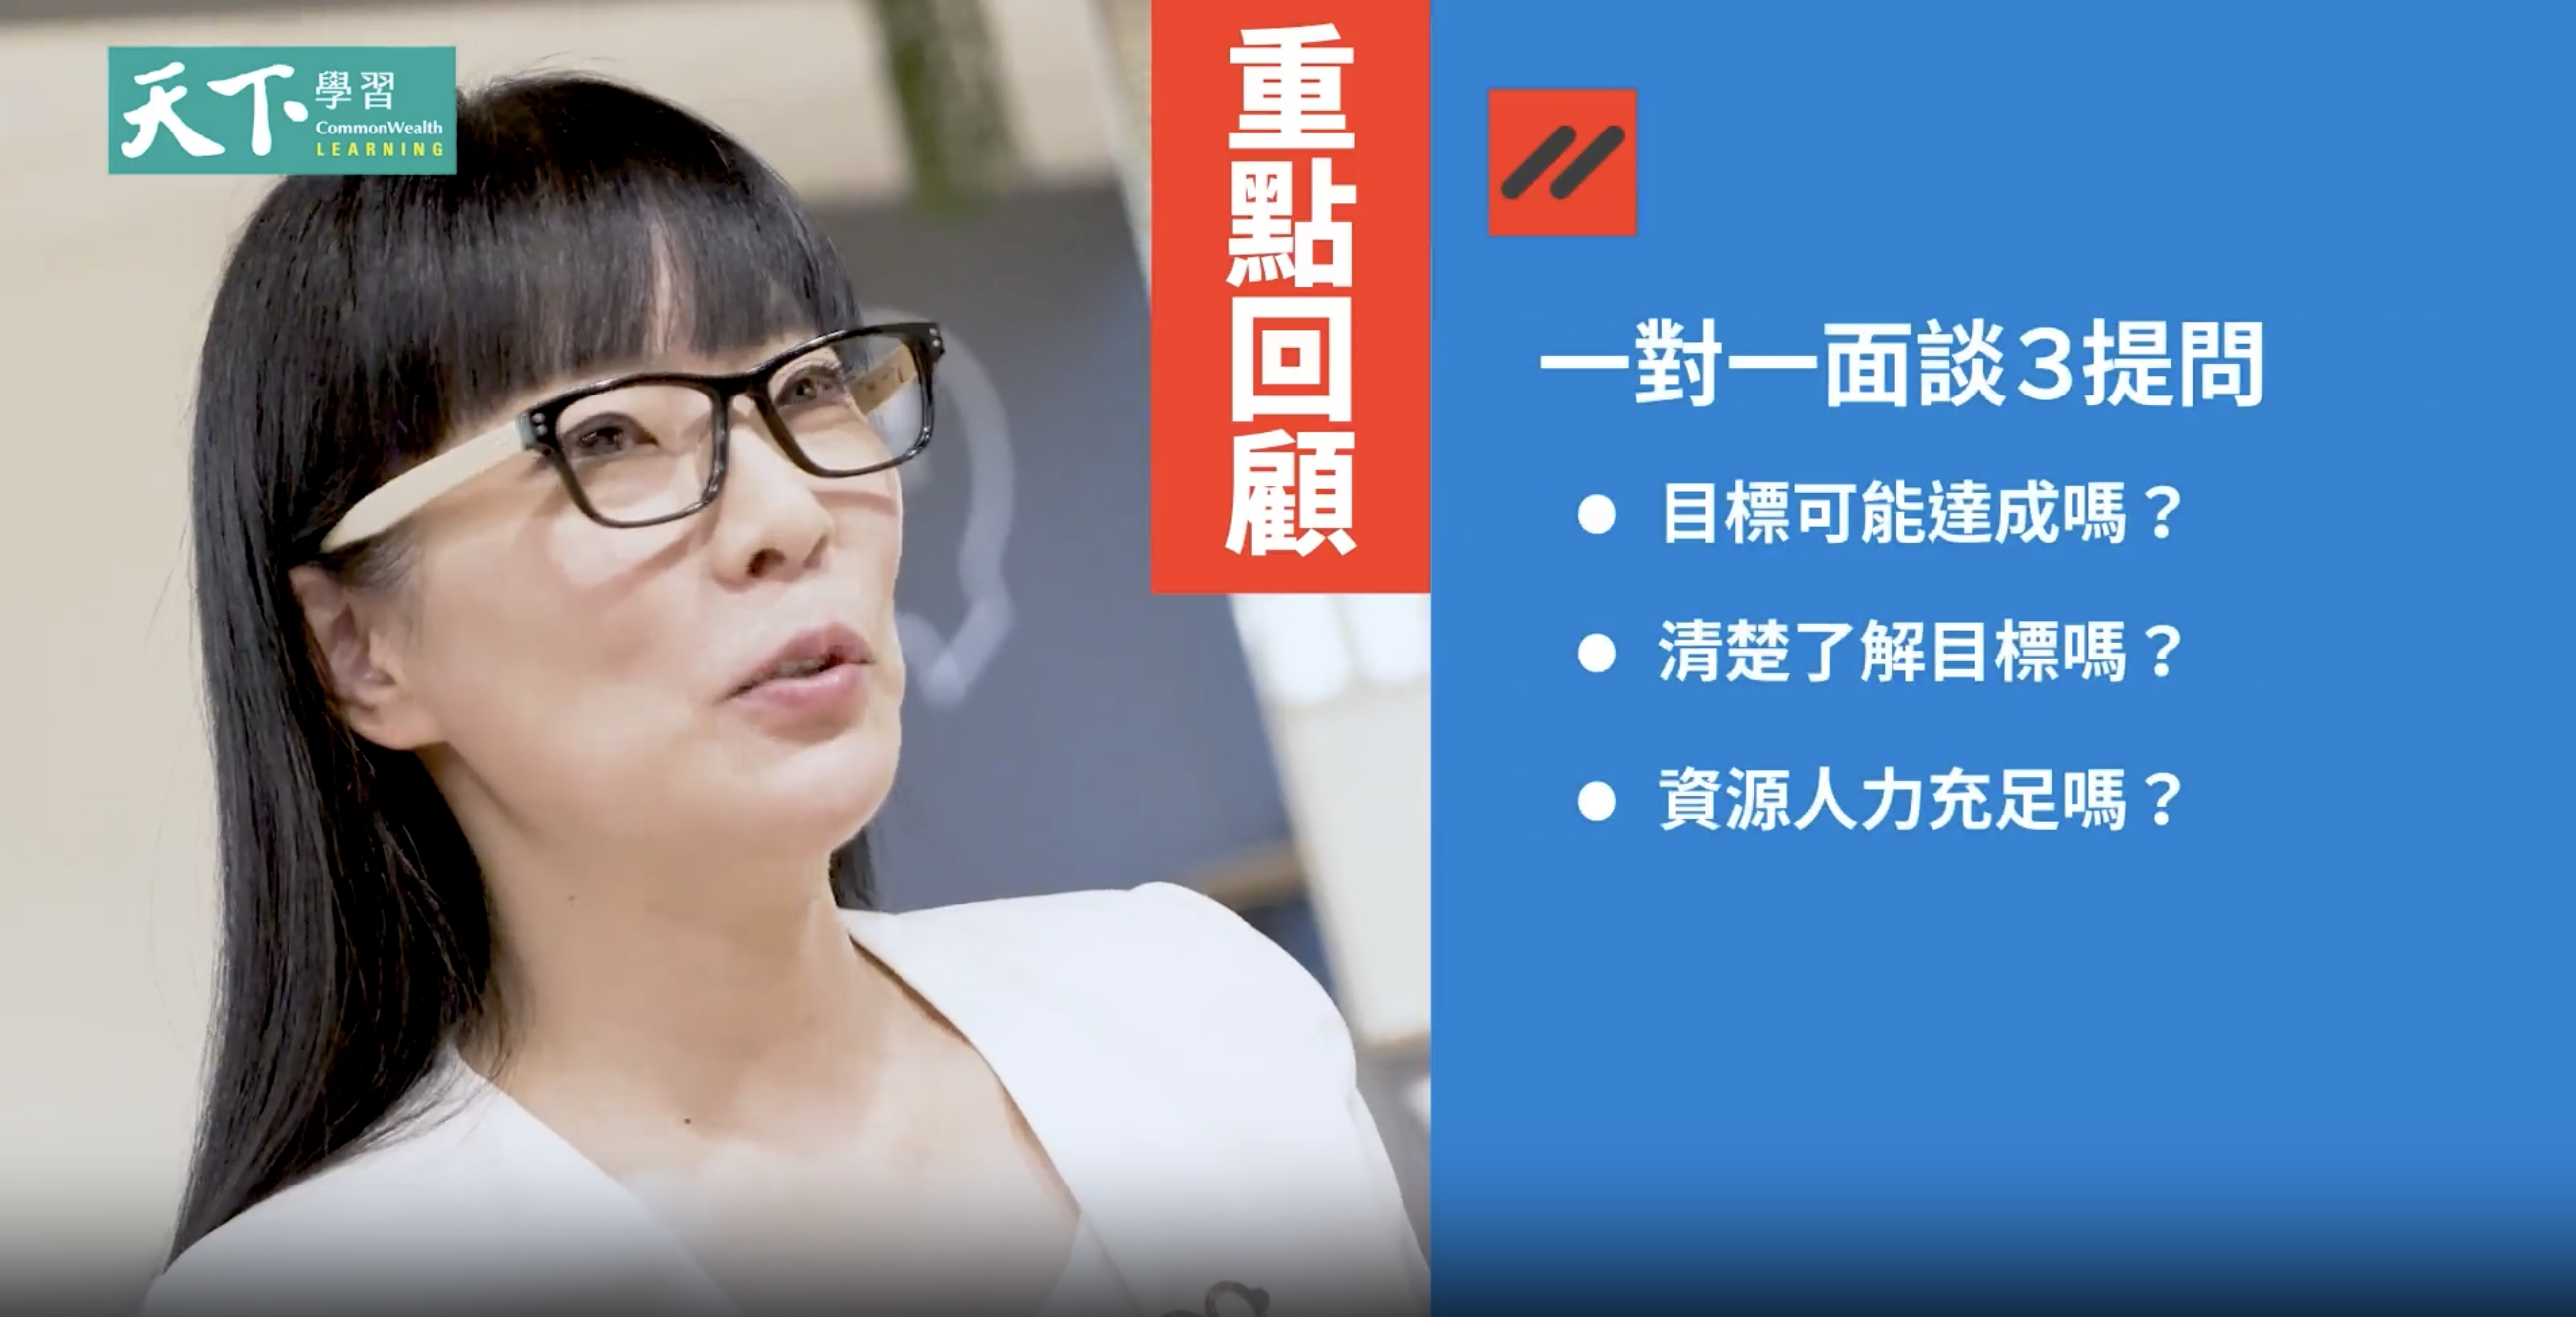 天下學習
CommonWealth
LEARNING
重點回顧
一對一面談3提問
● 目標可能達成嗎？
● 清楚了解目標嗎？
● 資源人力充足嗎？